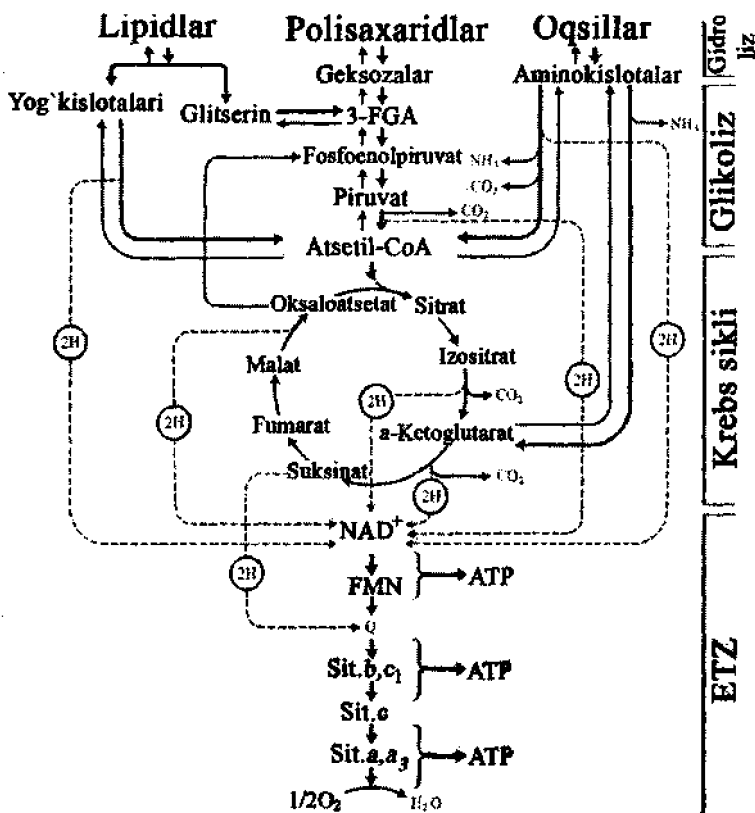 Lipidlar Polisaxaridlar Oqsillar
Gidro
liz
Geksozalar Aminokislotalar
Yog`kislotalari Glitserin 3-FGA
NH₃
Fosfoenolpiruvat NH₃
CO₂
Piruvat
CO₂
Glikoliz
Atsetil-CoA
Oksaloatsetat Sitrat
2H 2H
Malat Izositrat
2H 2H
CO₂
2H Fumarat a-Ketoglutarat
Suksinat CO₂
2H
Krebs sikli
NAD⁺
2H FMN ATP
Q
Sit.b,c₁ ATP
Sit.c
Sit.a,a₃ ATP
1/2O₂ H₂O
ETZ